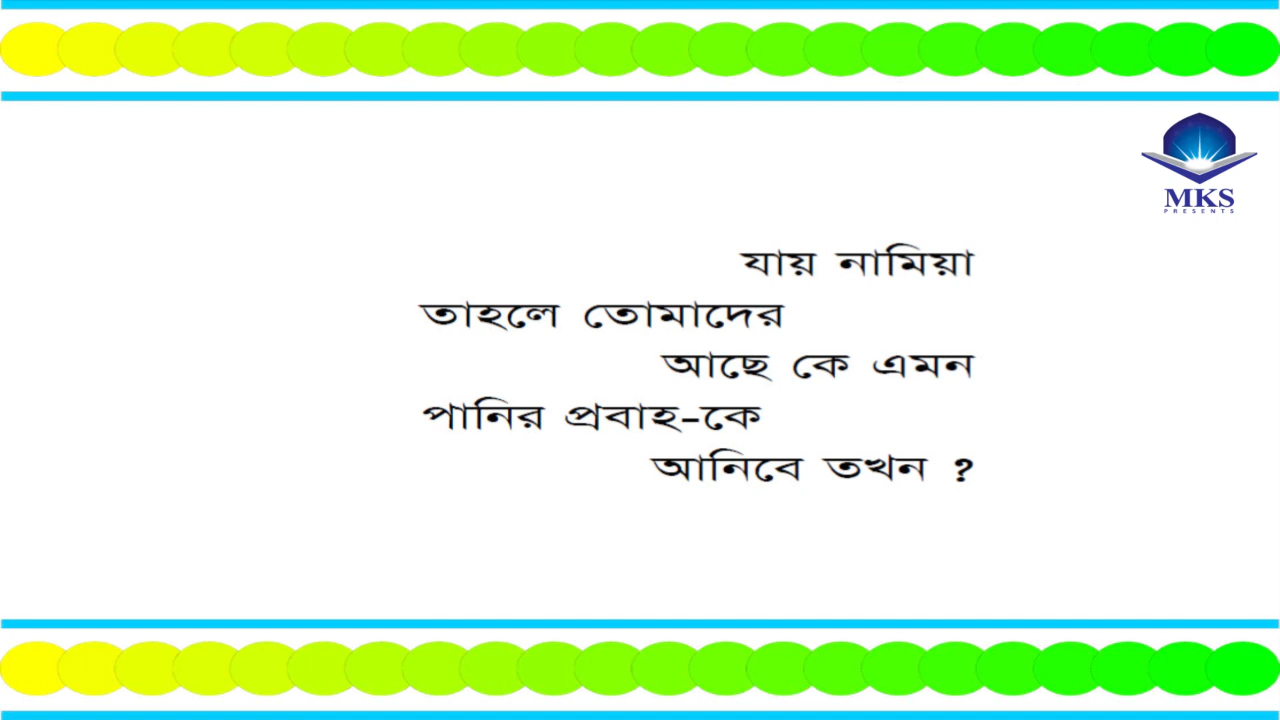 MKS
PRESENTS
যায় নামিয়া
তাহলে তোমাদের
আছে কে এমন
পানির প্রবাহ-কে
আনিবে তখন ?